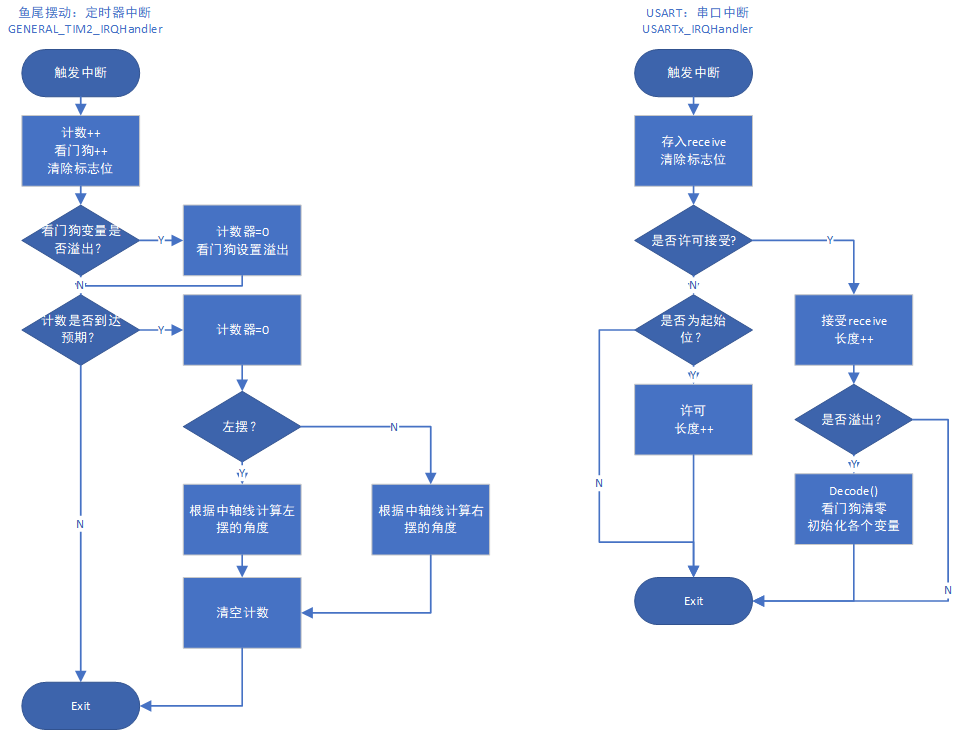 鱼尾摆动：定时器中断
GENERAL_TIM2_IRQHandler
触发中断
计数++
看门狗++
清除标志位
看门狗变量是
否溢出？
Y
计数器=0
看门狗设置溢出
N
计数是否到达
预期？
Y
计数器=0
左摆？
N
Y
根据中轴线计算左
摆的角度
根据中轴线计算右
摆的角度
N
清空计数
Exit
USART：串口中断
USARTx_IRQHandler
触发中断
存入receive
清除标志位
是否许可接受?
Y
N
是否为起始
位？
接受receive
长度++
Y
许可
长度++
是否溢出？
N
Y
Decode()
看门狗清零
初始化各个变量
N
Exit